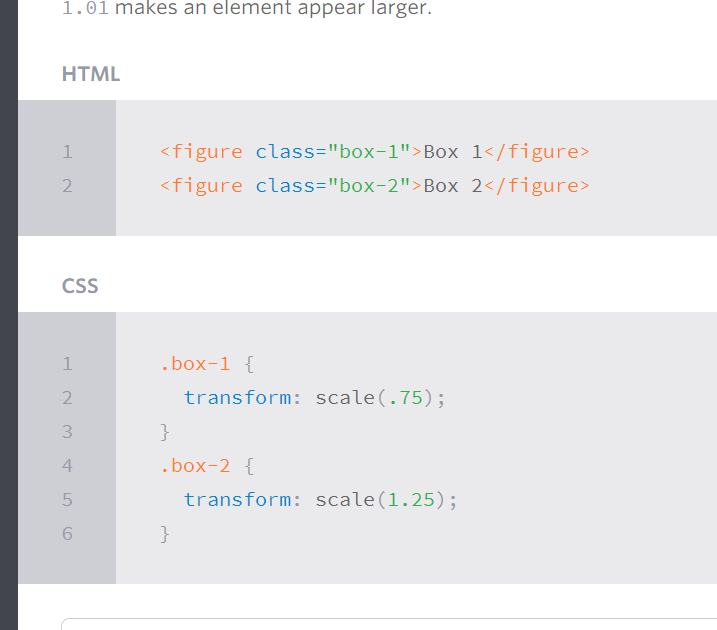 1.01 makes an element appear larger.
HTML
1 <figure class="box-1">Box 1</figure>
2 <figure class="box-2">Box 2</figure>
CSS
1 .box-1 {
2   transform: scale(.75);
3 }
4 .box-2 {
5   transform: scale(1.25);
6 }